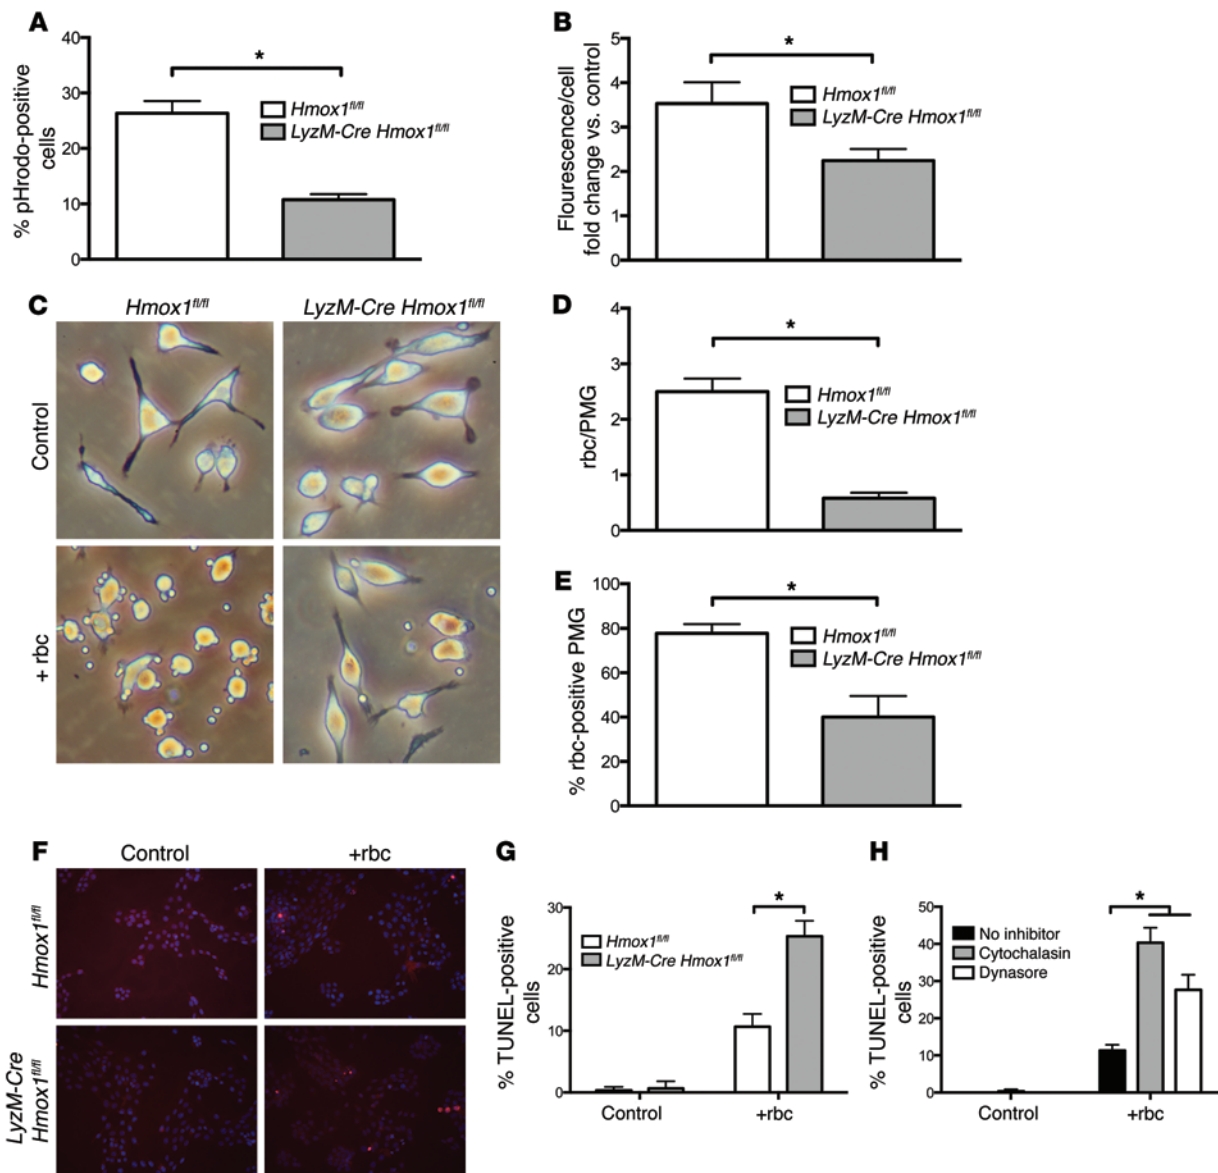 A
40
30
20
10
0
% pHrodo-positive
cells
*
Hmox1fl/fl
LyzM-Cre Hmox1fl/fl
B
5
4
3
2
1
0
Flourescence/cell
fold change vs. control
*
Hmox1fl/fl
LyzM-Cre Hmox1fl/fl
C
Hmox1fl/fl
LyzM-Cre Hmox1fl/fl
Control
+ rbc
D
4
3
2
1
0
rbc/PMG
*
Hmox1fl/fl
LyzM-Cre Hmox1fl/fl
E
100
80
60
40
20
0
% rbc-positive PMG
*
Hmox1fl/fl
LyzM-Cre Hmox1fl/fl
F
Control
+rbc
Hmox1fl/fl
LyzM-Cre
Hmox1fl/fl
G
30
20
10
0
% TUNEL-positive
cells
*
Hmox1fl/fl
LyzM-Cre Hmox1fl/fl
Control
+rbc
H
50
40
30
20
10
0
% TUNEL-positive
cells
*
No inhibitor
Cytochalasin
Dynasore
Control
+rbc